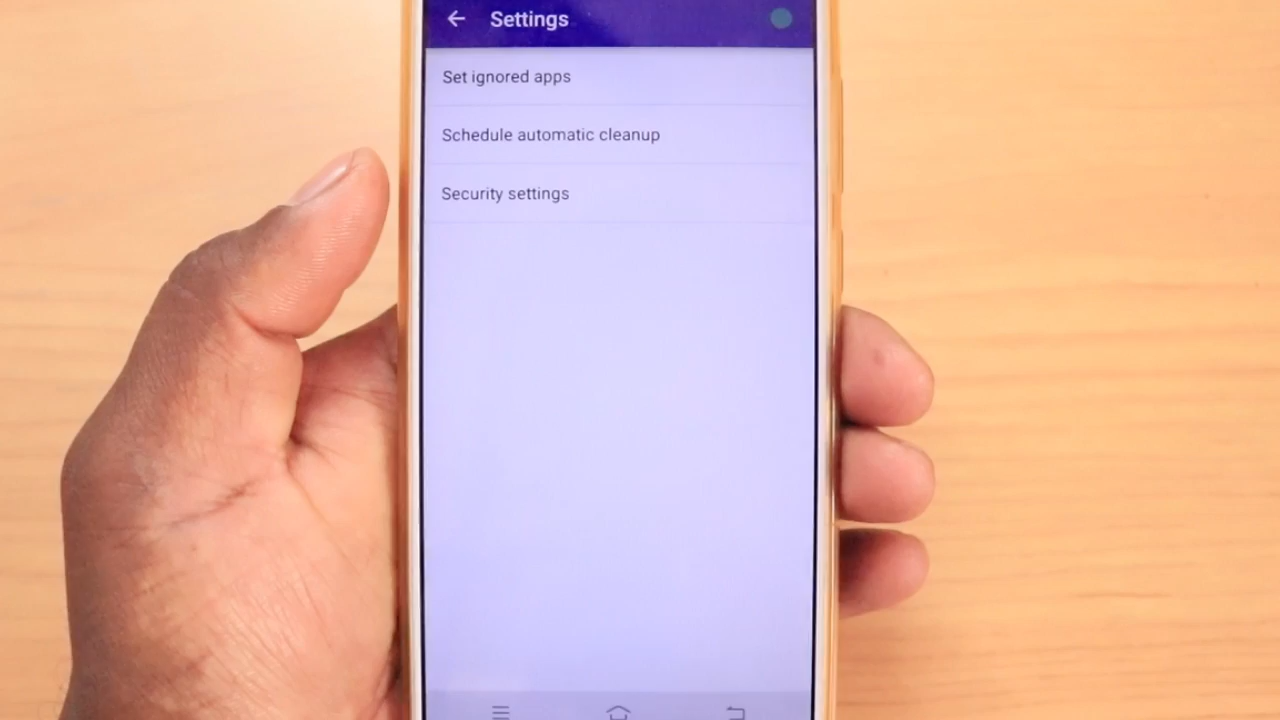 Settings
Set ignored apps
Schedule automatic cleanup
Security settings